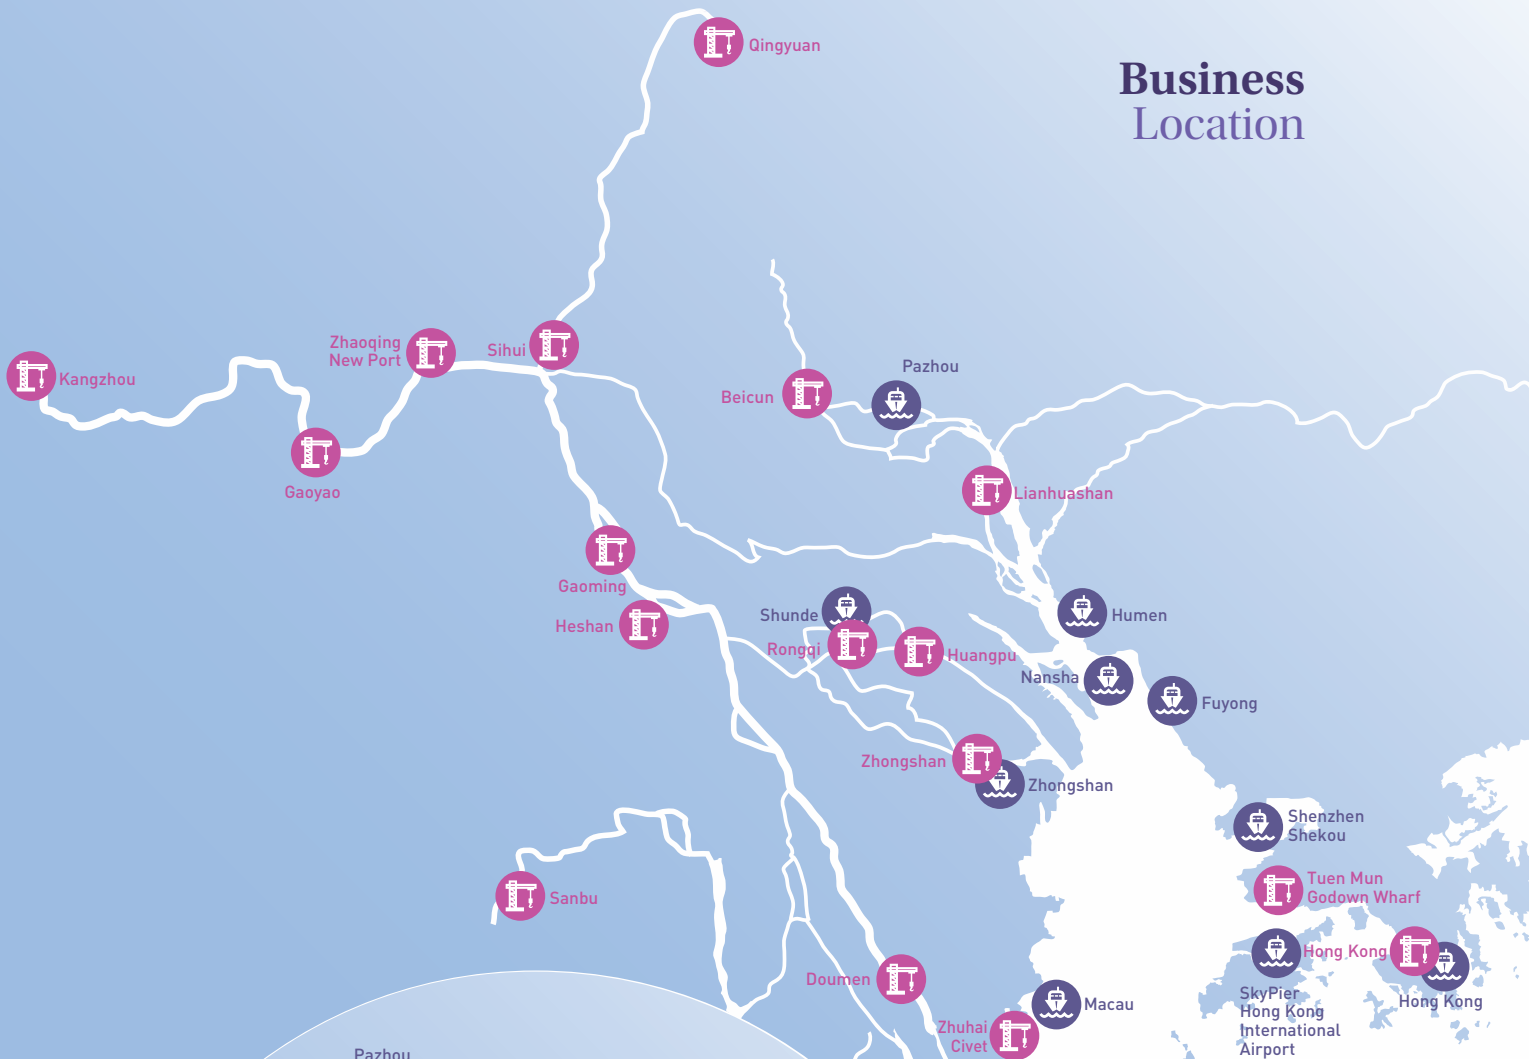 Qingyuan
Business
Location
Zhaoqing
New Port
Sihui
Kangzhou
Pazhou
Beicun
Gaoyao
Lianhuashan
Gaoming
Heshan
Shunde
Humen
Rongqi
Huangpu
Nansha
Fuyong
Zhongshan
Zhongshan
Shenzhen
Shekou
Tuen Mun
Godown Wharf
Sanbu
Hong Kong
Doumen
SkyPier
Hong Kong
International
Airport
Hong Kong
Macau
Zhuhai
Civet
Pazhou